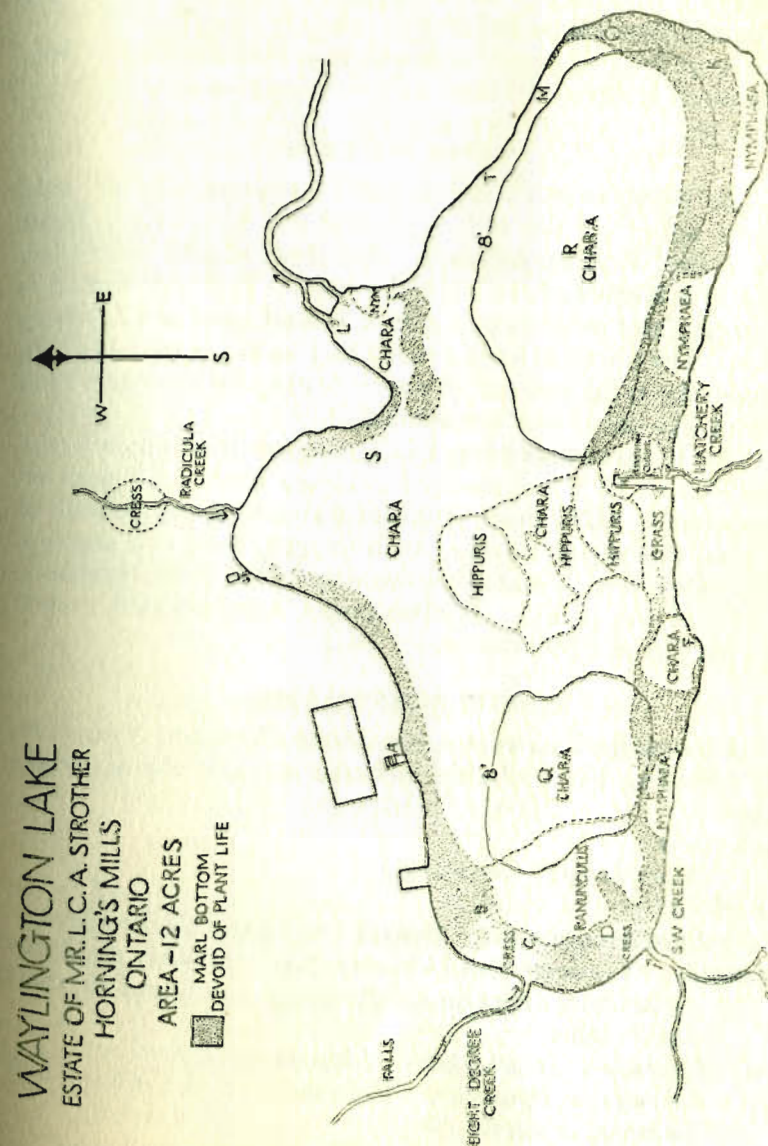 WAYLINGTON LAKE
ESTATE OF MR. L.C.A. STROTHER
HORNING'S MILLS
ONTARIO
AREA-12 ACRES
MARL BOTTOM
DEVOID OF PLANT LIFE
W
E
S
CRESS
RADICULA
CREEK
FALLS
EIGHT DEGREE
CREEK
CRESS
C
B
A
O
S
L
NYM
CHARA
CHARA
T
M
8'
R
CHARA
O
K
NYMPHAEA
NYMPHAEA
HATCHERY
CREEK
HIPPURIS
CHARA
HIPPURIS
HIPPURIS
GRASS
CHARA
F
8'
Q
CHARA
NYMPHAEA
RANUNCULUS
D
CRESS
SW CREEK